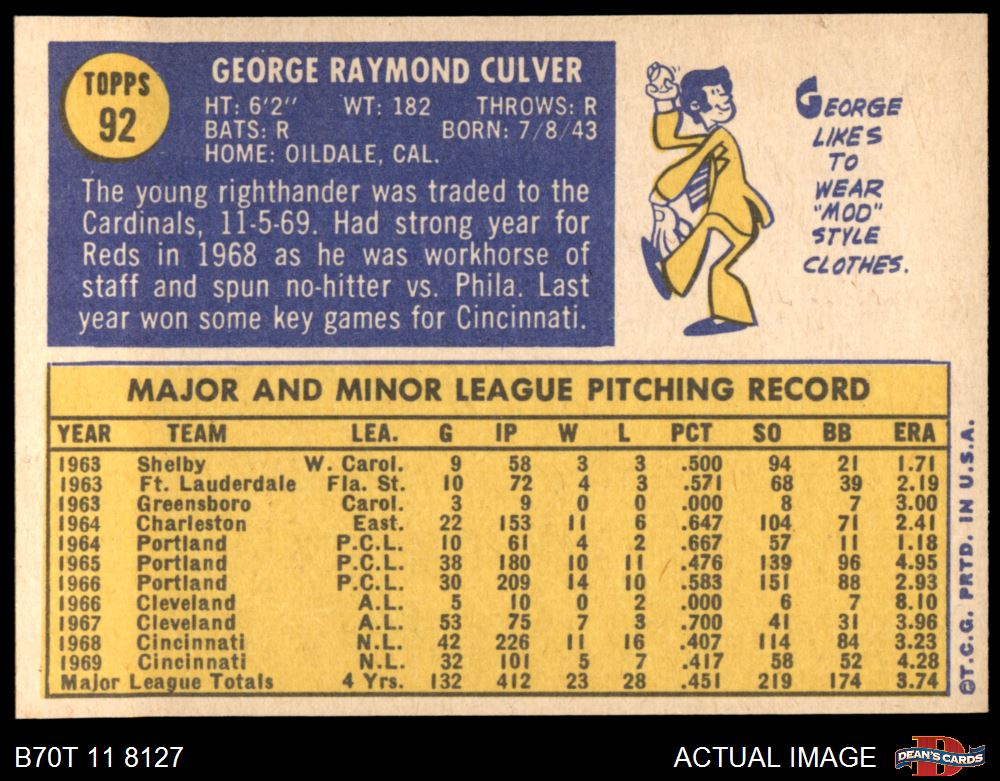 TOPPS
92
GEORGE RAYMOND CULVER
HT: 6'2" WT: 182 THROWS: R
BATS: R BORN: 7/8/43
HOME: OILDALE, CAL.
The young righthander was traded to the
Cardinals, 11-5-69. Had strong year for
Reds in 1968 as he was workhorse of
staff and spun no-hitter vs. Phila. Last
year won some key games for Cincinnati.
GEORGE
LIKES
TO
WEAR
"MOD"
STYLE
CLOTHES.
MAJOR AND MINOR LEAGUE PITCHING RECORD
YEAR TEAM LEA. G IP W L PCT SO BB ERA
1963 Shelby W. Carol. 9 58 3 3 .500 94 21 1.71
1963 Ft. Lauderdale Fla. St. 10 72 4 3 .571 68 39 2.19
1963 Greensboro Carol. 3 9 0 0 .000 8 7 3.00
1964 Charleston East. 22 153 11 6 .647 104 71 2.41
1964 Portland P.C.L. 10 61 4 2 .667 57 11 1.18
1965 Portland P.C.L. 38 180 10 11 .476 139 96 4.95
1966 Portland P.C.L. 30 209 14 10 .583 151 88 2.93
1966 Cleveland A.L. 5 10 0 2 .000 6 7 8.10
1967 Cleveland A.L. 53 75 7 3 .700 41 31 3.96
1968 Cincinnati N.L. 42 226 11 16 .407 114 84 3.23
1969 Cincinnati N.L. 32 101 5 7 .417 58 52 4.28
Major League Totals 4 Yrs. 132 412 23 28 .451 219 174 3.74
©T.C.G. PRTD. IN U.S.A.
B70T 11 8127
ACTUAL IMAGE
DEAN'S CARDS